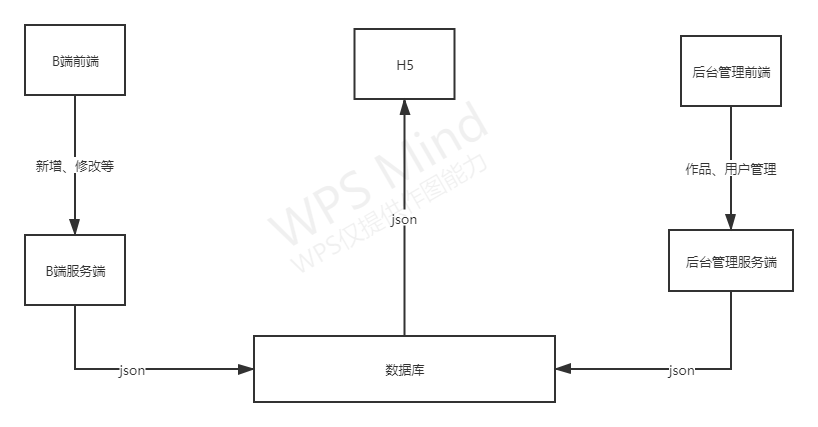 B端前端
H5
后台管理前端
新增、修改等
作品、用户管理
WPS Mind
WPS仅提供作图能力
json
B端服务端
后台管理服务端
json
数据库
json